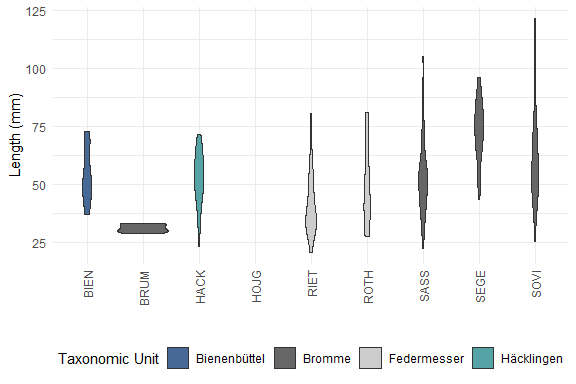 125
100
75
50
25
Length (mm)
BIEN
BRUM
HACK
HOJG
RIET
ROTH
SASS
SEGE
SOVI
Taxonomic Unit
Bienenbüttel
Bromme
Federmesser
Häcklingen